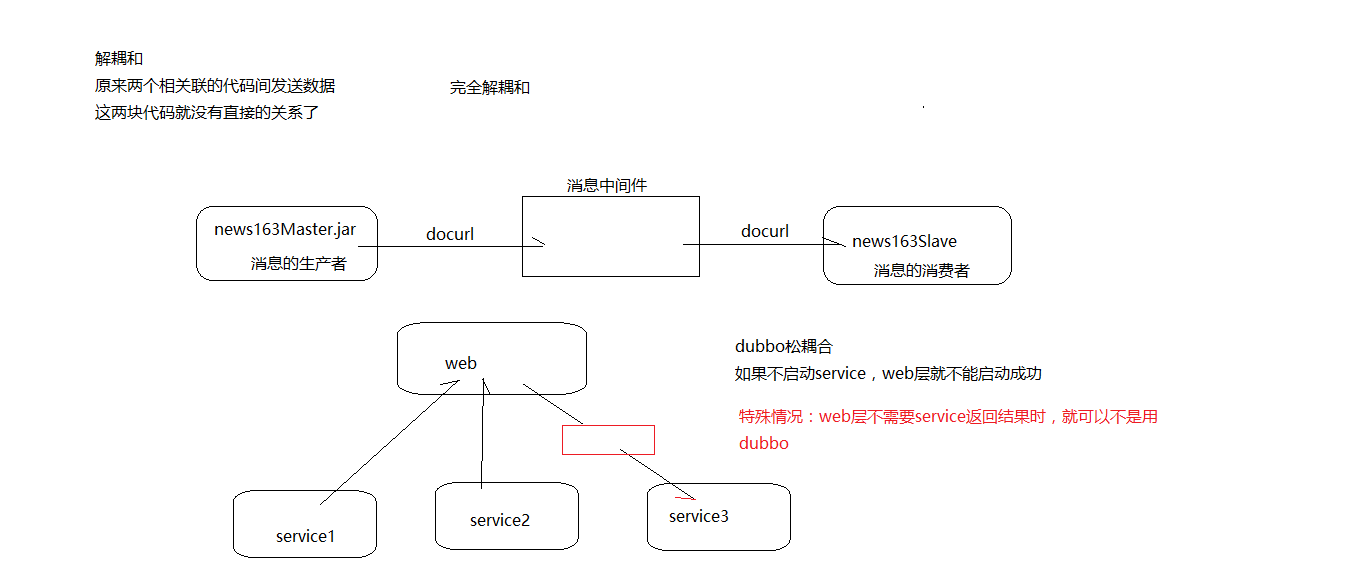 解耦和
原来两个相关联的代码间发送数据
完全解耦和
这两块代码就没有直接的关系了
消息中间件
news163Master.jar
docurl
docurl
news163Slave
消息的生产者
消息的消费者
web
dubbo松耦合
如果不启动service，web层就不能启动成功
特殊情况：web层不需要service返回结果时，就可以不是用
dubbo
service1
service2
service3